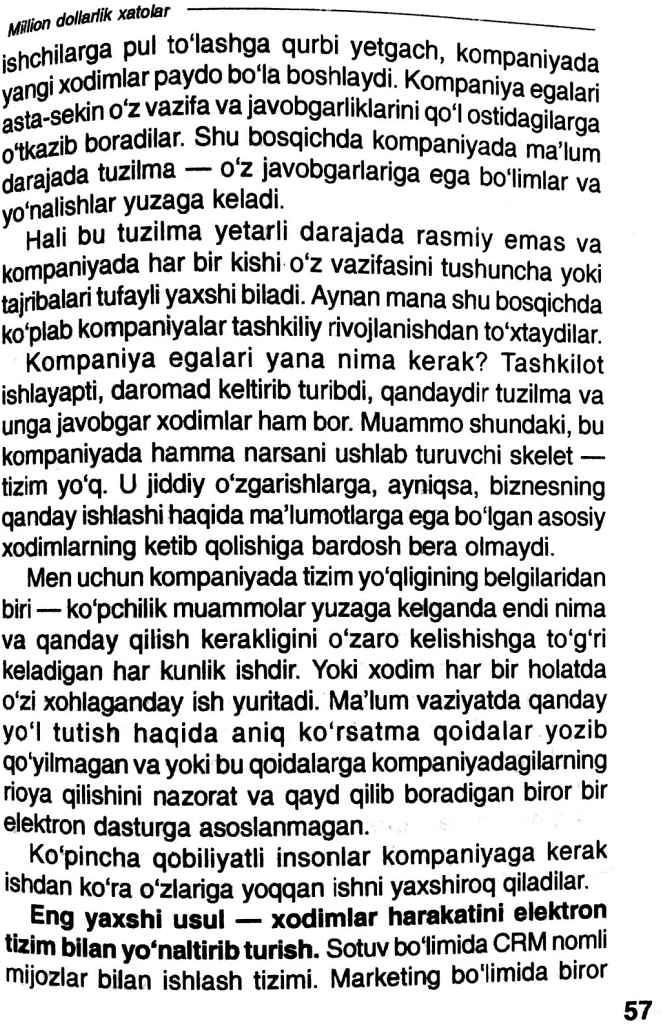 Million dollarlik xatolar
ishchilarga pul to‘lashga qurbi yetgach, kompaniyada
yangi xodimlar paydo bo‘la boshlaydi. Kompaniya egalari
asta-sekin o‘z vazifa va javobgarliklarini qo‘l ostidagilarga
o‘tkazib boradilar. Shu bosqichda kompaniyada ma’lum
darajada tuzilma — o‘z javobgarlariga ega bo‘limlar va
yo‘nalishlar yuzaga keladi.
Hali bu tuzilma yetarli darajada rasmiy emas va
kompaniyada har bir kishi o‘z vazifasini tushuncha yoki
tajribalari tufayli yaxshi biladi. Aynan mana shu bosqichda
ko‘plab kompaniyalar tashkiliy rivojlanishdan to‘xtaydilar.
Kompaniya egalari yana nima kerak? Tashkilot
ishlayapti, daromad keltirib turibdi, qandaydir tuzilma va
unga javobgar xodimlar ham bor. Muammo shundaki, bu
kompaniyada hamma narsani ushlab turuvchi skelet —
tizim yo‘q. U jiddiy o‘zgarishlarga, ayniqsa, biznesning
qanday ishlashi haqida ma’lumotlarga ega bo‘lgan asosiy
xodimlarning ketib qolishiga bardosh bera olmaydi.
Men uchun kompaniyada tizim yo‘qligining belgilaridan
biri — ko‘pchilik muammolar yuzaga kelganda endi nima
va qanday qilish kerakligini o‘zaro kelishishga to‘g‘ri
keladigan har kunlik ishdir. Yoki xodim har bir holatda
o‘zi xohlaganday ish yuritadi. Ma’lum vaziyatda qanday
yo‘l tutish haqida aniq ko‘rsatma qoidalar yozib
qo‘yilmagan va yoki bu qoidalarga kompaniyadagilarning
rioya qilishini nazorat va qayd qilib boradigan biror bir
elektron dasturga asoslanmagan.
Ko‘pincha qobiliyatli insonlar kompaniyaga kerak
ishdan ko‘ra o‘zlariga yoqqan ishni yaxshiroq qiladilar.
Eng yaxshi usul — xodimlar harakatini elektron
tizim bilan yo‘naltirib turish. Sotuv bo‘limida CRM nomli
mijozlar bilan ishlash tizimi. Marketing bo‘limida biror
57